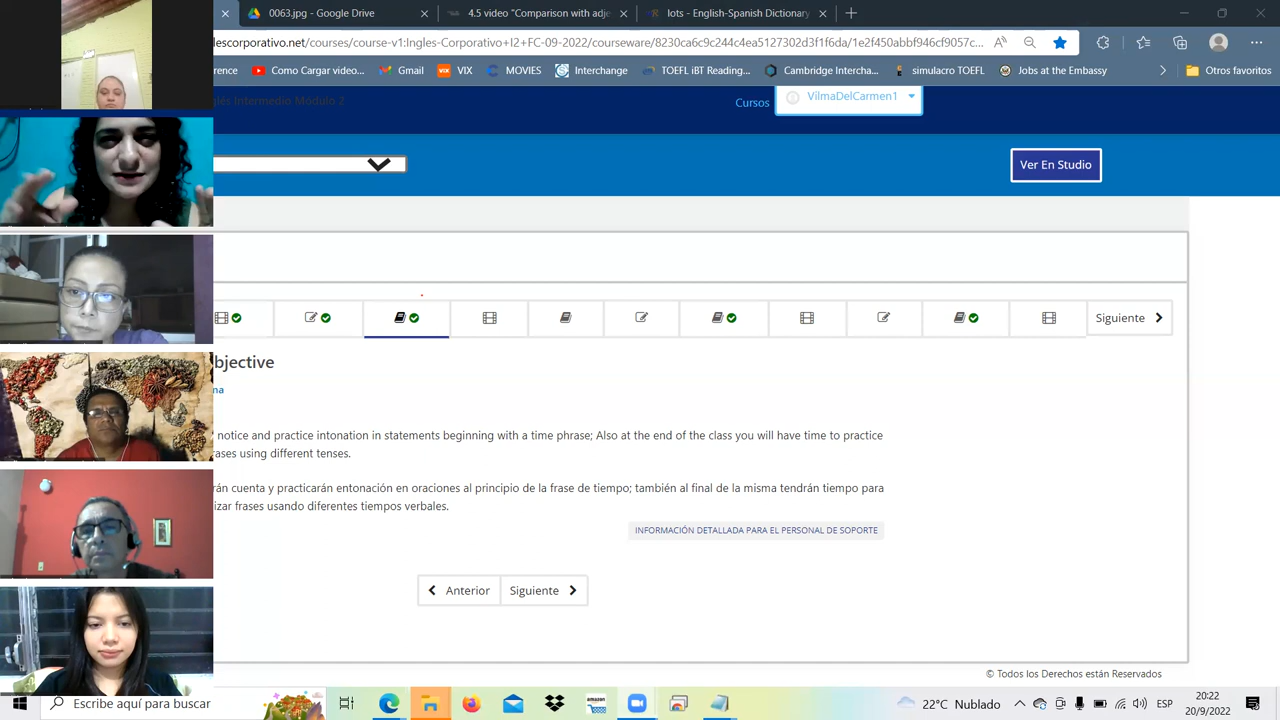 0063.jpg - Google Drive
4.5 video "Comparison with adje
lots - English-Spanish Dictionary
lescorporativo.net/courses/course-v1:Ingles-Corporativo+I2+FC-09-2022/courseware/8230ca6c9c244c4ea5127302d3f1f6da/1e2f450abbf946cf9057c...
rence
Como Cargar video...
Gmail
VIX
MOVIES
Interchange
TOEFL iBT Reading...
Cambridge Intercha...
simulacro TOEFL
Jobs at the Embassy
Otros favoritos
glés Intermedio Módulo 2
Cursos
VilmaDelCarmen1
Ver En Studio
Siguiente
bjective
na
notice and practice intonation in statements beginning with a time phrase; Also at the end of the class you will have time to practice
rases using different tenses.
rán cuenta y practicarán entonación en oraciones al principio de la frase de tiempo; también al final de la misma tendrán tiempo para
izar frases usando diferentes tiempos verbales.
INFORMACIÓN DETALLADA PARA EL PERSONAL DE SOPORTE
Anterior
Siguiente
© Todos los Derechos están Reservados
Escribe aquí para buscar
amazon
22°C Nublado
ESP
20:22
20/9/2022